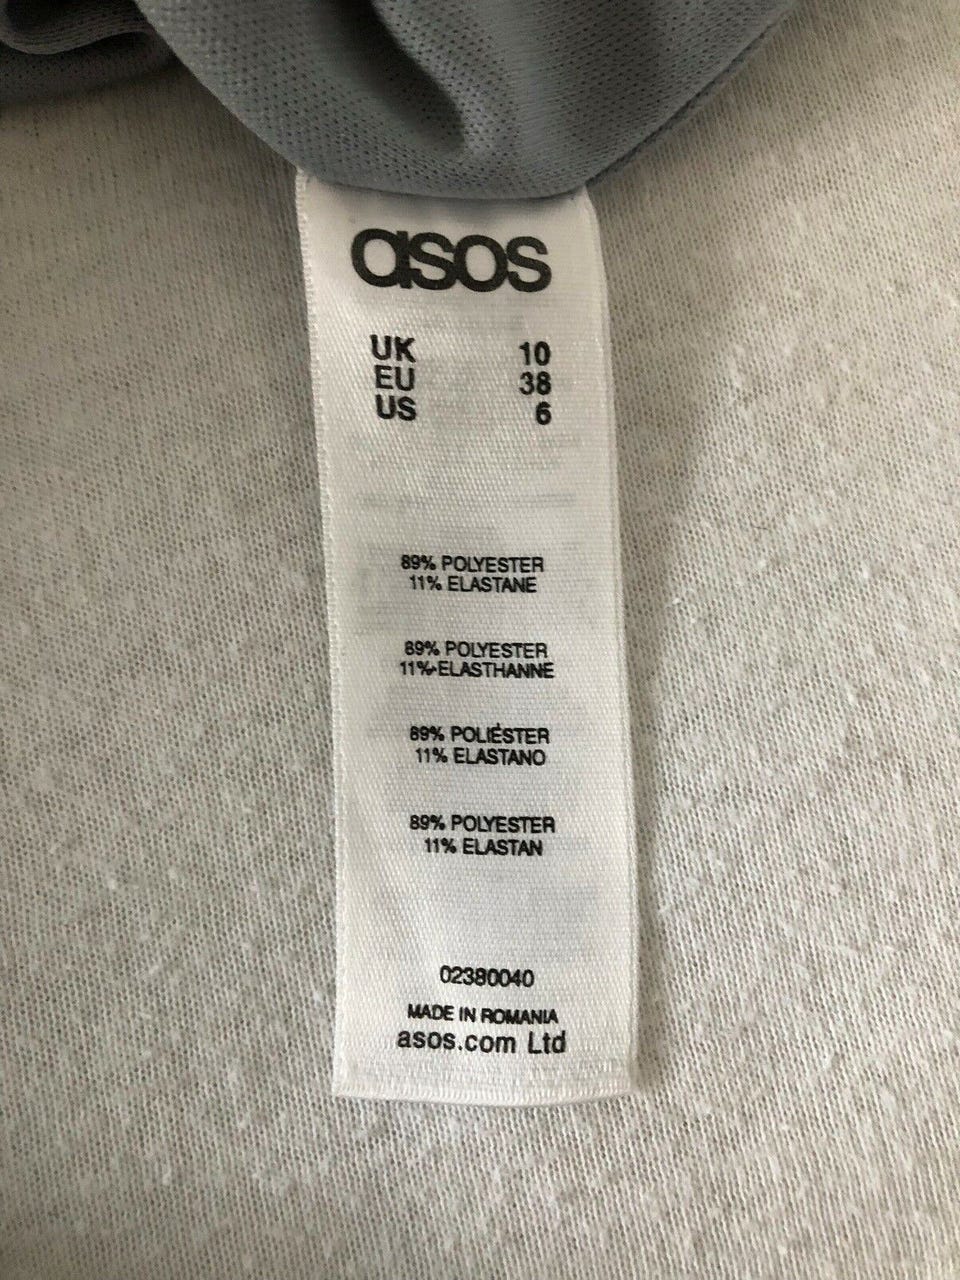 asos
UK 10
EU 38
US 6
89% POLYESTER
11% ELASTANE
89% POLYESTER
11% ELASTHANNE
89% POLIÉSTER
11% ELASTANO
89% POLYESTER
11% ELASTAN
02380040
MADE IN ROMANIA
asos.com Ltd